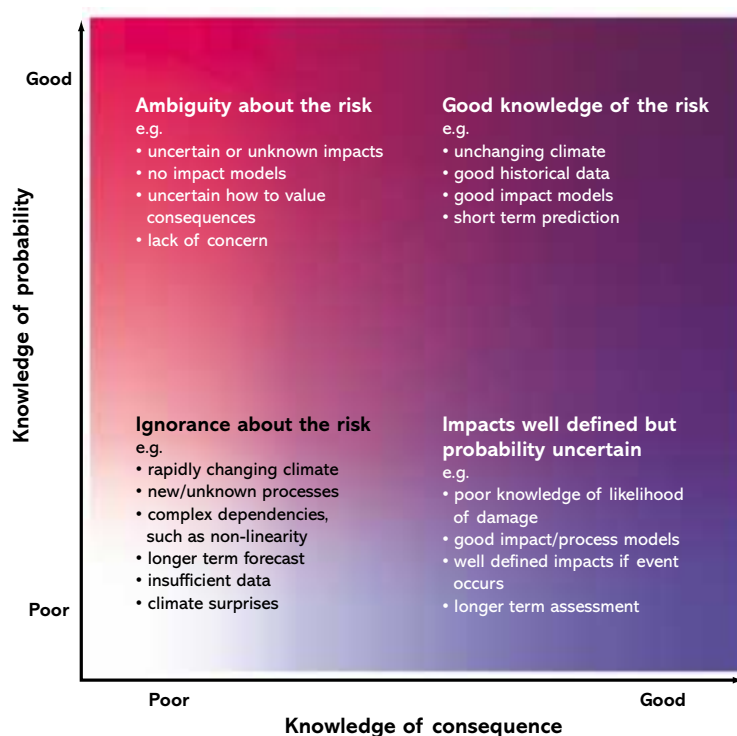 Good
Knowledge of probability
Poor
Ambiguity about the risk
e.g.
• uncertain or unknown impacts
• no impact models
• uncertain how to value
consequences
• lack of concern
Good knowledge of the risk
e.g.
• unchanging climate
• good historical data
• good impact models
• short term prediction
Ignorance about the risk
e.g.
• rapidly changing climate
• new/unknown processes
• complex dependencies,
such as non-linearity
• longer term forecast
• insufficient data
• climate surprises
Impacts well defined but
probability uncertain
e.g.
• poor knowledge of likelihood
of damage
• good impact/process models
• well defined impacts if event
occurs
• longer term assessment
Poor
Good
Knowledge of consequence